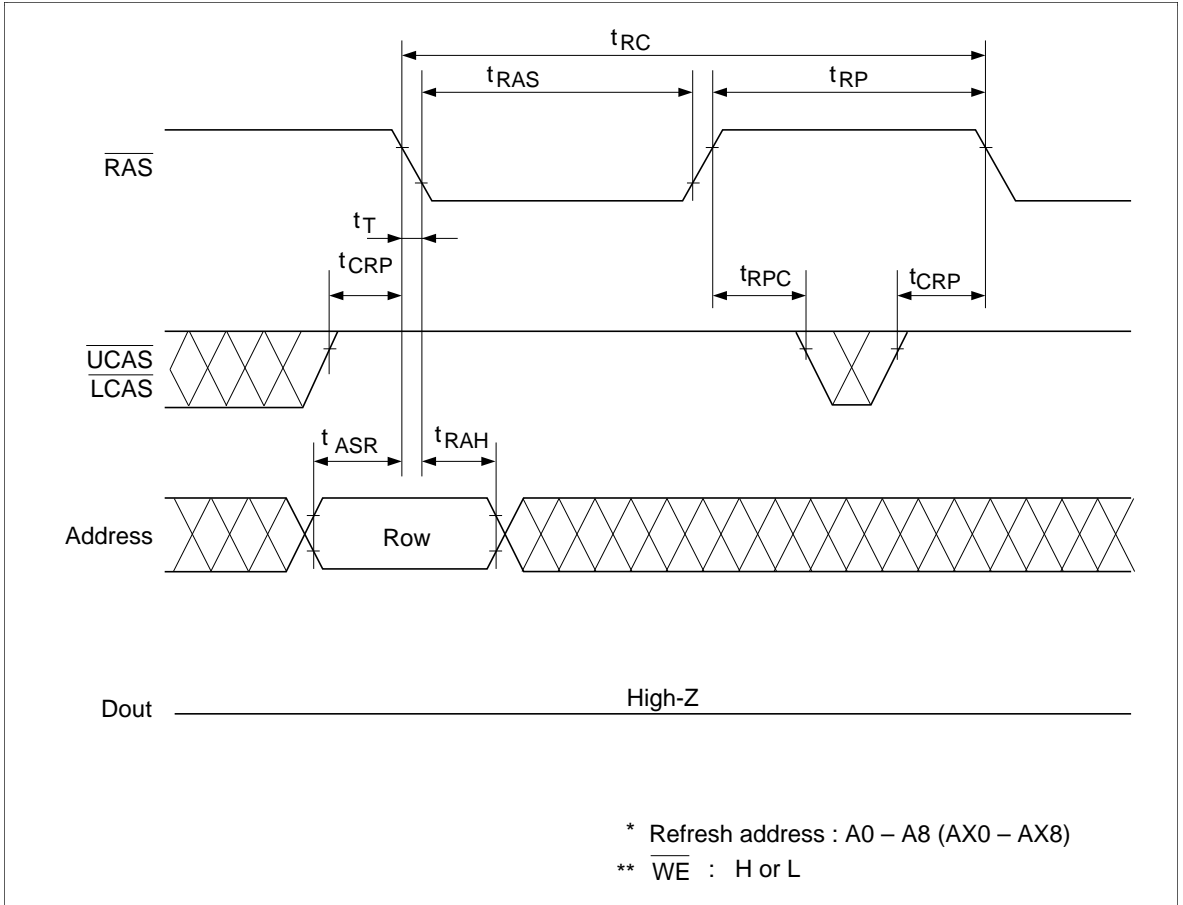 tRC
tRAS
tRP
RAS
tT
tCRP
tRPC
tCRP
UCAS
LCAS
tASR
tRAH
Address
Row
Dout
High-Z
* Refresh address : A0 – A8 (AX0 – AX8)
** WE : H or L